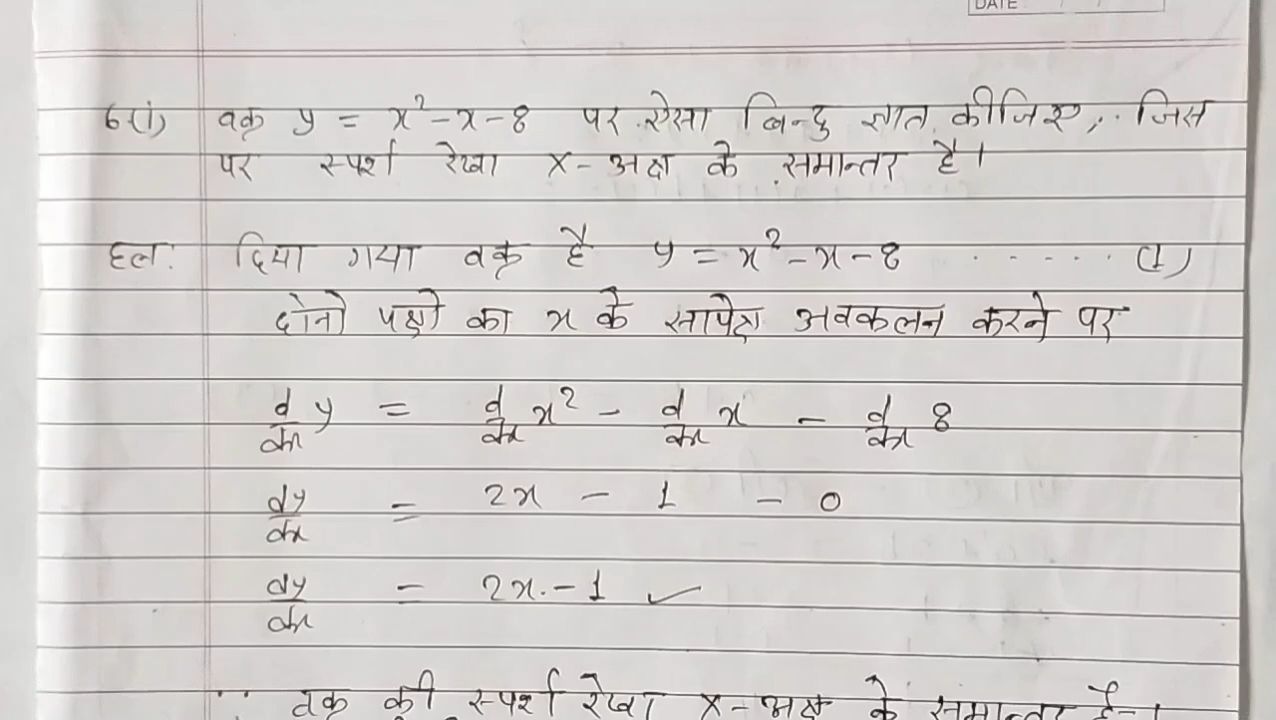 DATE
6(i) वक्र y = x² - x - 8 पर ऐसा बिन्दु ज्ञात कीजिए, जिस
पर स्पर्श रेखा X-अक्ष के समान्तर है।
हल: दिया गया वक्र है y = x² - x - 8 ...... (1)
दोनो पक्षो का x के सापेक्ष अवकलन करने पर
d/dx y = d/dx x² - d/dx x - d/dx 8
dy/dx = 2x - 1 - 0
dy/dx = 2x - 1 ✓
∵ वक्र की स्पर्श रेखा X-अक्ष के समान्तर है।